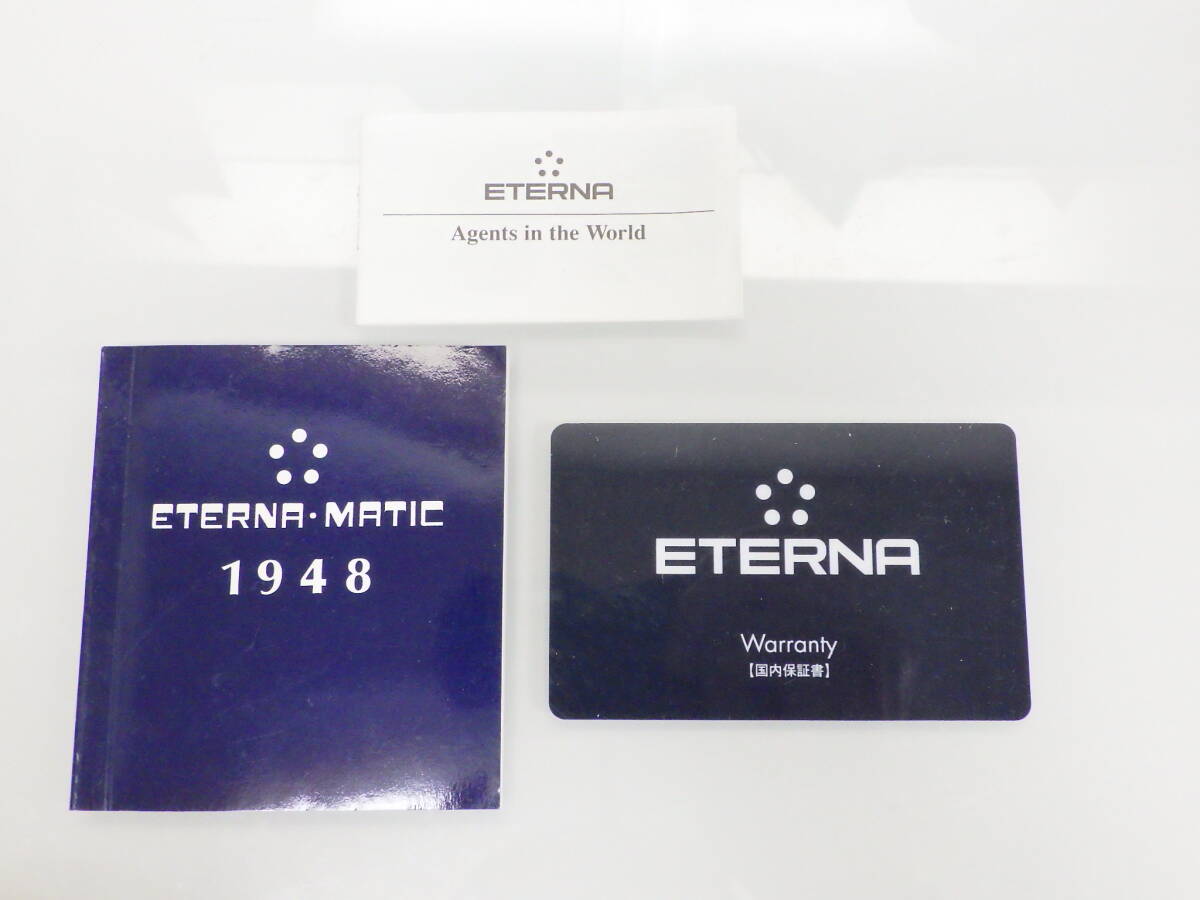 ETERNA
Agents in the World
ETERNA·MATIC
1948
ETERNA
Warranty
【国内保証書】